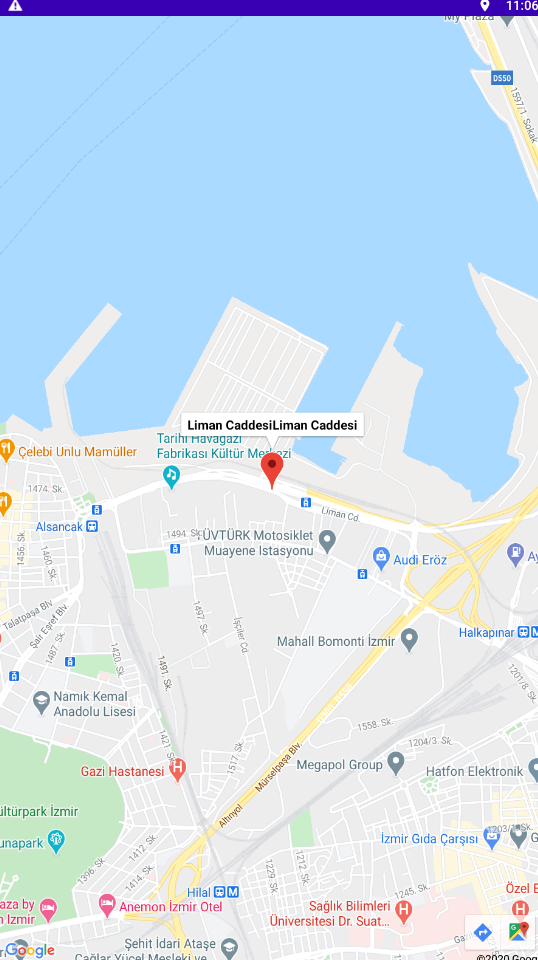 11:06
My Plaza
D550
1597/1. Sokak
Liman CaddesiLiman Caddesi
Tarihi Havagazı
Fabrikası Kültür Merkezi
Çelebi Unlu Mamüller
1474. Sk.
Liman Cd.
Alsancak
1494. Sk.
ÜVTÜRK Motosiklet
Muayene Istasyonu
Audi Eröz
Ay
1456. Sk.
1460. Sk.
Talatpaşa Blv
Şair Eşref Blv.
1487. Sk.
1497. Sk.
İşçiler Cd.
Halkapınar
M
Mahall Bomonti İzmir
1420. Sk.
1491. Sk.
1201/8. Sk.
Namık Kemal
Anadolu Lisesi
1558. Sk.
1204/3. Sk.
1421. Sk.
1517. Sk.
Mürselpaşa Blv.
Gazi Hastanesi
H
Megapol Group
Hatfon Elektronik
ültürpark İzmir
Altınyol
unapark
1412. Sk.
İzmir Gıda Çarşısı
1203/1
G
1396. Sk.
1414. Sk.
1229. Sk.
1212. Sk.
1245. Sk.
Hilal
M
Özel E
aza by
n İzmir
Anemon İzmir Otel
Sağlık Bilimleri
Üniversitesi Dr. Suat...
H
H
Şehit İdari Ataşe
Çağlar Yücel Mesleki ve
Google
©2020 Goog